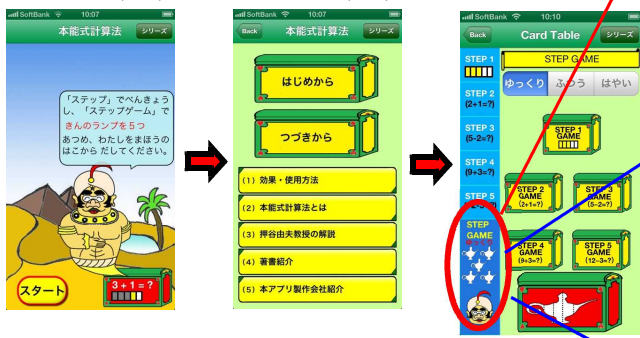 SoftBank 10:07
本能式計算法 シリーズ
「ステップ」でべんきょう
し、「ステップゲーム」で
きんのランプを5つ
あつめ、わたしをまほうの
はこから だしてください。
スタート
3+1=?
SoftBank 10:07
Back 本能式計算法 シリーズ
はじめから
つづきから
(1) 効果・使用方法
(2) 本能式計算法とは
(3) 押谷由夫教授の解説
(4) 著書紹介
(5) 本アプリ製作会社紹介
SoftBank 10:10
Back Card Table シリーズ
STEP 1
STEP 2
(2+1=?)
STEP 3
(5-2=?)
STEP 4
(9+3=?)
STEP 5
STEP
GAME
ゆっくり
STEP GAME
ゆっくり ふつう はやい
STEP 1
GAME
STEP 2
GAME
(2+1=?)
STEP 3
GAME
(5-2=?)
STEP 4
GAME
(9+3=?)
STEP 5
GAME
(12-3=?)